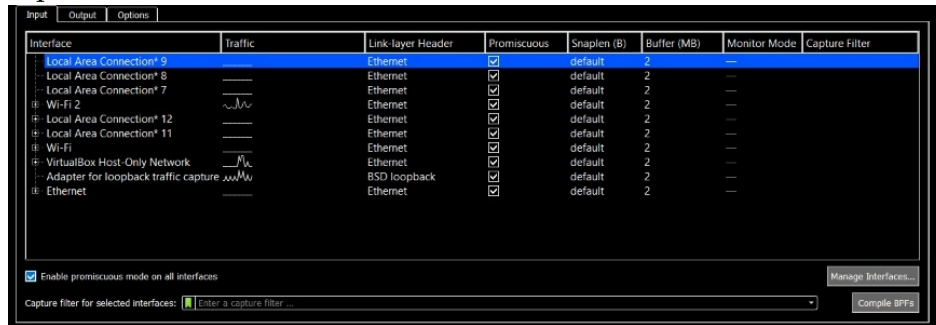 Input Output Options
Interface Traffic Link-layer Header Promiscuous Snaplen (B) Buffer (MB) Monitor Mode Capture Filter
Local Area Connection* 9 Ethernet default 2 —
Local Area Connection* 8 Ethernet default 2 —
Local Area Connection* 7 Ethernet default 2 —
Wi-Fi 2 Ethernet default 2 —
Local Area Connection* 12 Ethernet default 2 —
Local Area Connection* 11 Ethernet default 2 —
Wi-Fi Ethernet default 2 —
VirtualBox Host-Only Network Ethernet default 2 —
Adapter for loopback traffic capture BSD loopback default 2 —
Ethernet Ethernet default 2 —
Enable promiscuous mode on all interfaces Manage Interfaces...
Capture filter for selected interfaces: Enter a capture filter ... Compile BPFs